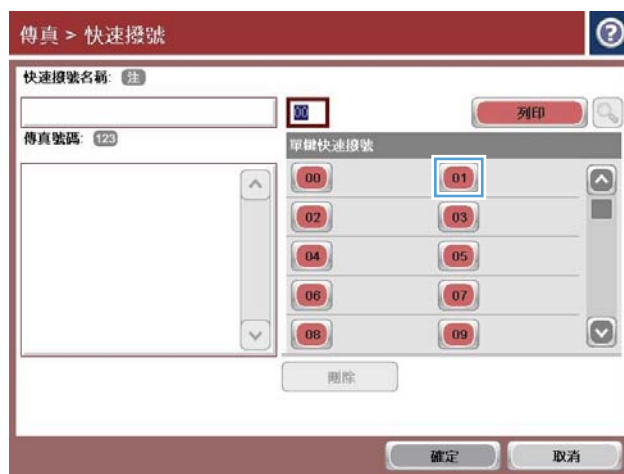 傳真 > 快速撥號
?
快速撥號名稱: 注
00
列印
傳真號碼: 123
單鍵快速撥號
00 01
02 03
04 05
06 07
08 09
刪除
確定 取消